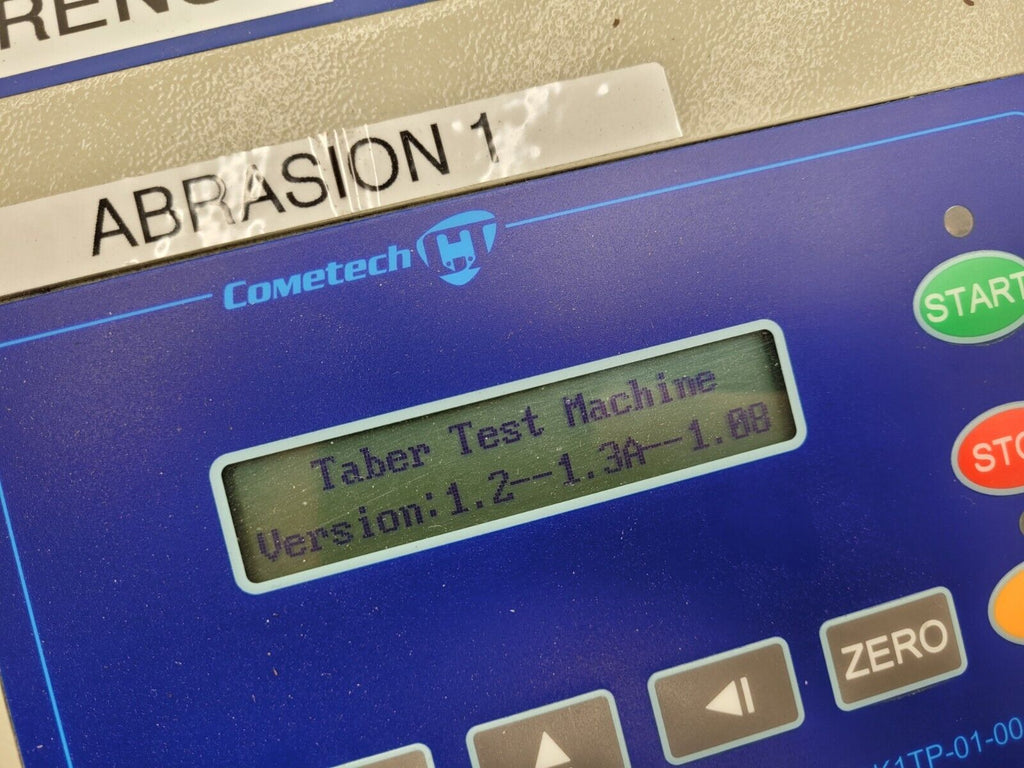 ABRASION 1
Cometech
Taber Test Machine
Version:1.2--1.3A--1.08
START
ZERO